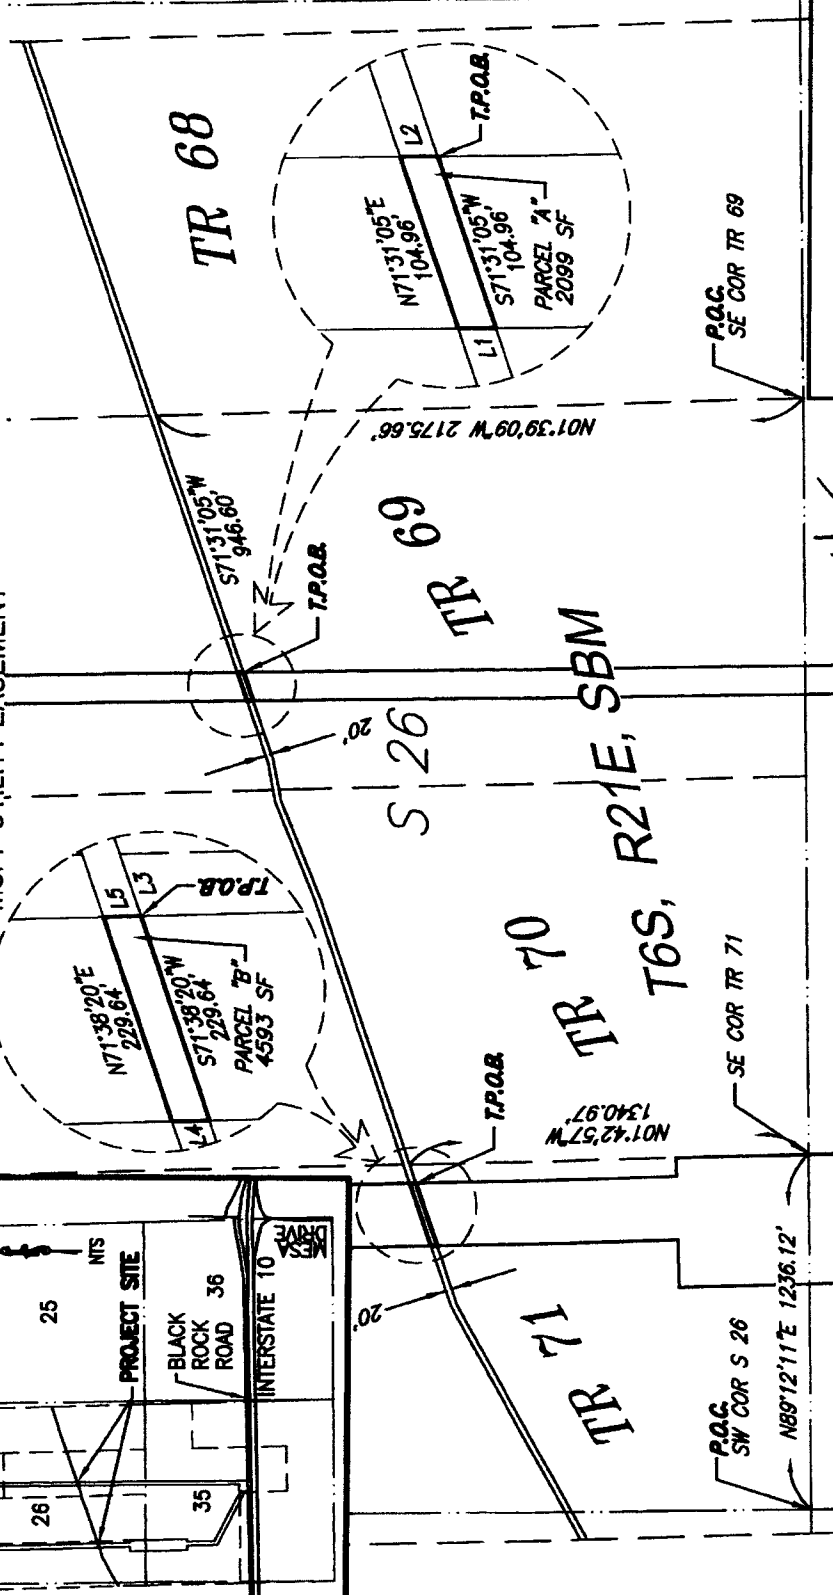 TR 68
N71°31'05"E
104.96'
S71°31'05"W
104.96'
PARCEL "A"
2099 SF
L1
L2
T.P.O.B.
S71°31'05"W
946.60'
N01°39'09"W 2175.66'
T.P.O.B.
P.O.C.
SE COR TR 69
TR 69
20'
S 26
T6S, R21E, SBM
N71°38'20"E
229.64'
S71°38'20"W
229.64'
PARCEL "B"
4593 SF
L5
L3
L4
T.P.O.B.
TR 70
T.P.O.B.
N01°42'57"W
1340.97'
SE COR TR 71
20'
TR 71
P.O.C.
SW COR S 26
N89°12'11"E 1236.12'
NTS
25
PROJECT SITE
BLACK
ROCK
ROAD
36
INTERSTATE 10
MESA
DRIVE
26
35